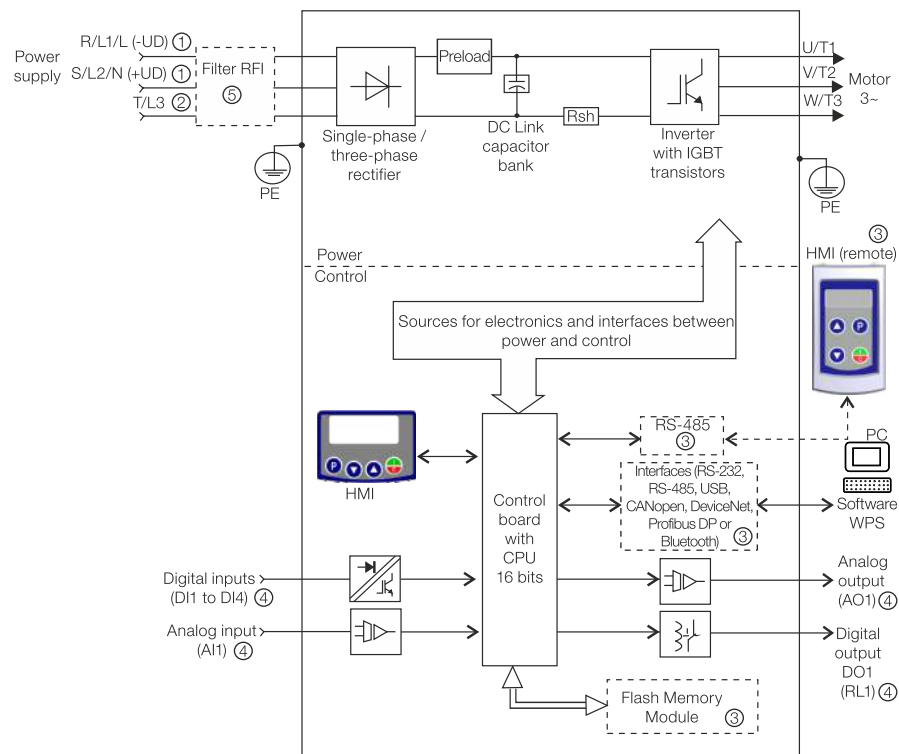 Power
supply
R/L1/L (-UD) ①
S/L2/N (+UD) ①
T/L3 ②
Filter RFI
⑤
PE
Single-phase /
three-phase
rectifier
Preload
DC Link
capacitor
bank
Rsh
Inverter
with IGBT
transistors
U/T1
V/T2
W/T3
Motor
3~
PE
Power
Control
③
HMI (remote)
P
Sources for electronics and interfaces between
power and control
P
HMI
Control
board
with
CPU
16 bits
RS-485
③
Interfaces (RS-232,
RS-485, USB,
CANopen, DeviceNet,
Profibus DP or
Bluetooth) ③
PC
Software
WPS
Digital inputs
(DI1 to DI4) ④
Analog input
(AI1) ④
Analog
output
(AO1) ④
Digital
output
DO1
(RL1) ④
Flash Memory
Module ③